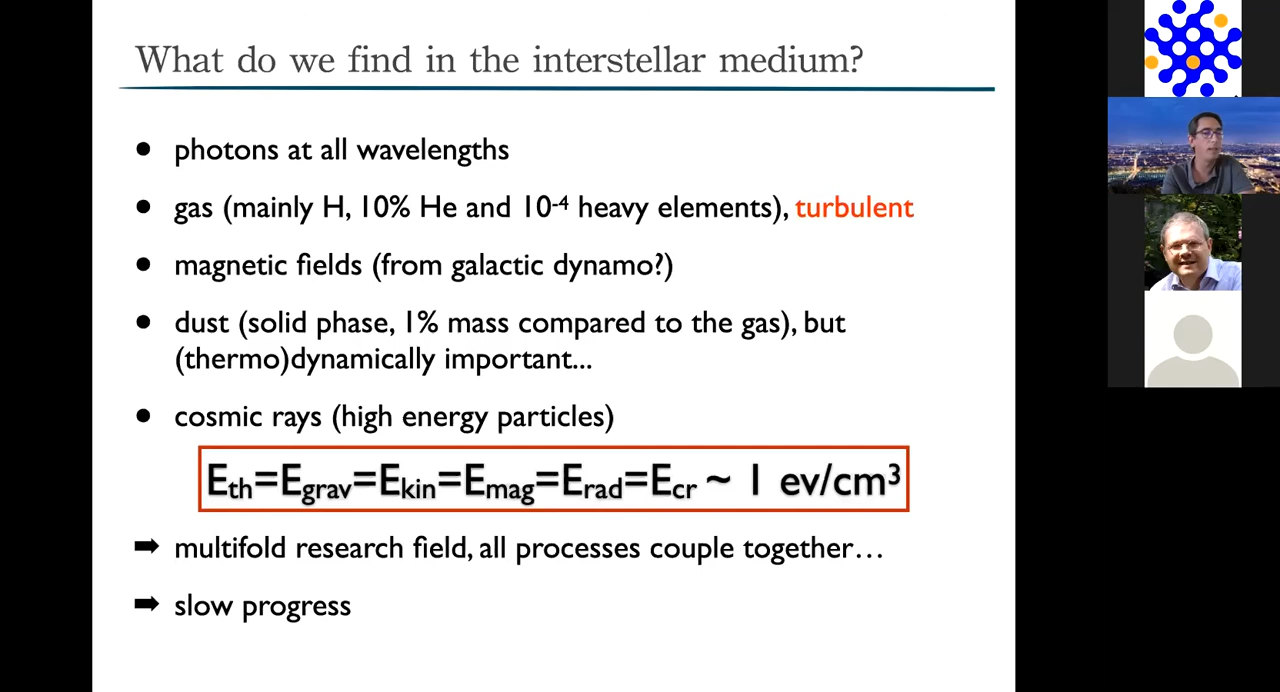 What do we find in the interstellar medium?
● photons at all wavelengths
● gas (mainly H, 10% He and 10⁻⁴ heavy elements), turbulent
● magnetic fields (from galactic dynamo?)
● dust (solid phase, 1% mass compared to the gas), but
(thermo)dynamically important...
● cosmic rays (high energy particles)
Eth=Egrav=Ekin=Emag=Erad=Ecr ~ 1 ev/cm³
➡ multifold research field, all processes couple together…
➡ slow progress